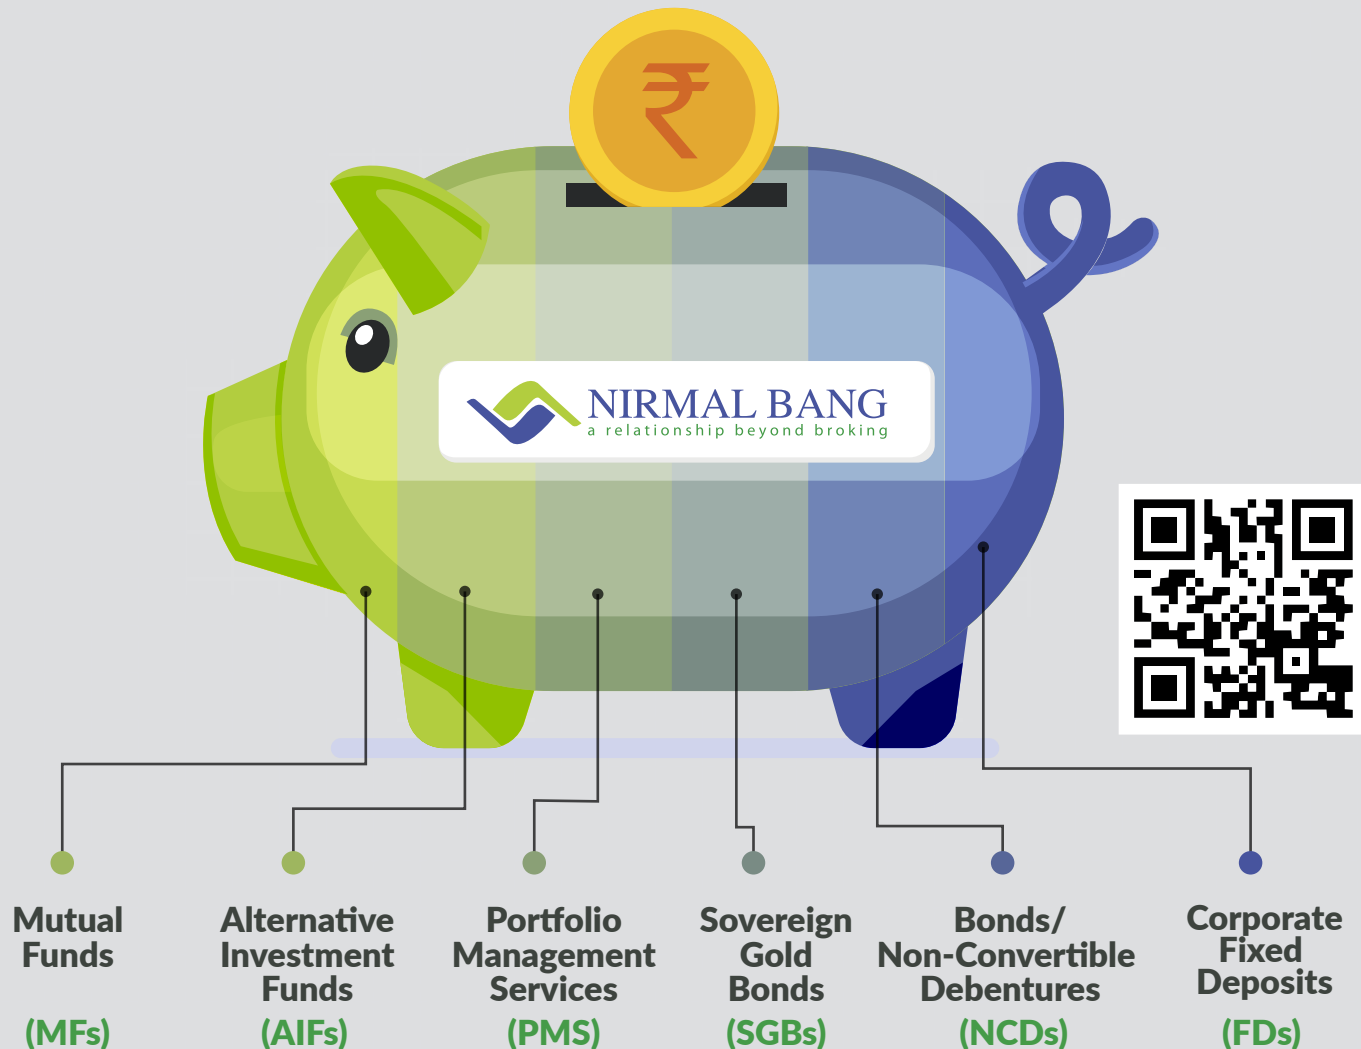 ₹
NIRMAL BANG
a relationship beyond broking
Mutual
Funds
(MFs)
Alternative
Investment
Funds
(AIFs)
Portfolio
Management
Services
(PMS)
Sovereign
Gold
Bonds
(SGBs)
Bonds/
Non-Convertible
Debentures
(NCDs)
Corporate
Fixed
Deposits
(FDs)